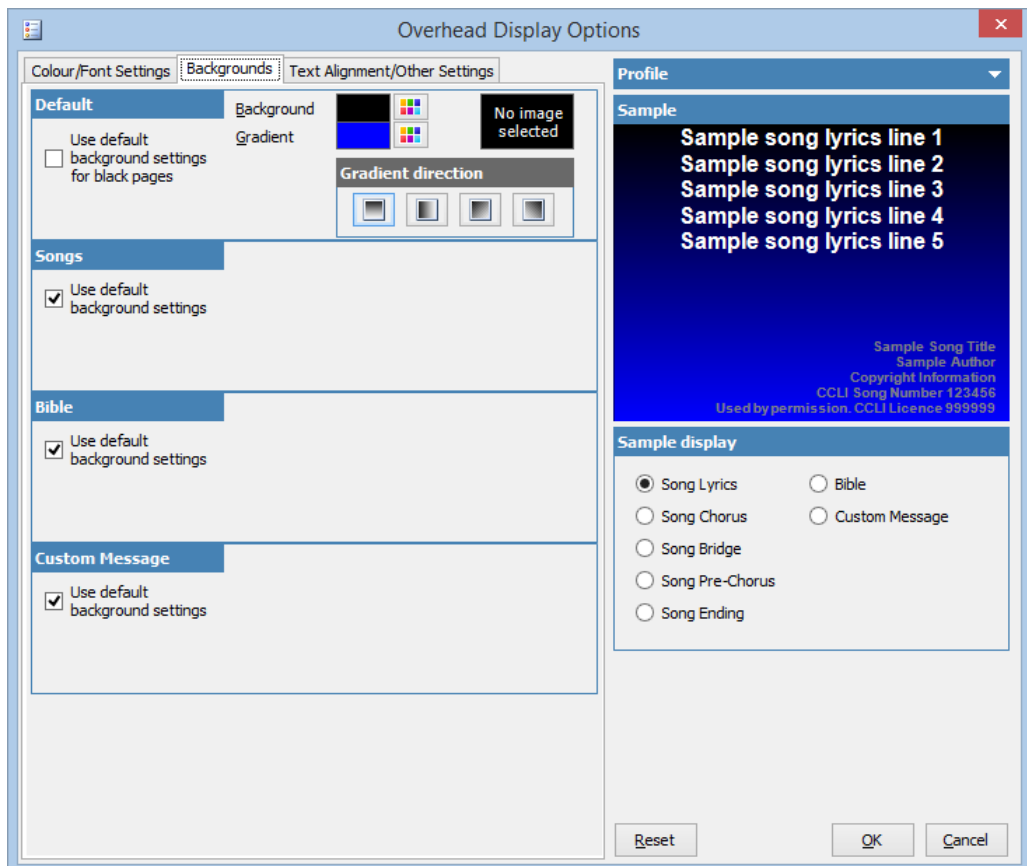 Overhead Display Options
Colour/Font Settings
Backgrounds
Text Alignment/Other Settings
Default
Use default
background settings
for black pages
Background
Gradient
No image
selected
Gradient direction
Songs
Use default
background settings
Bible
Use default
background settings
Custom Message
Use default
background settings
Profile
Sample
Sample song lyrics line 1
Sample song lyrics line 2
Sample song lyrics line 3
Sample song lyrics line 4
Sample song lyrics line 5
Sample Song Title
Sample Author
Copyright Information
CCLI Song Number 123456
Used by permission. CCLI Licence 999999
Sample display
Song Lyrics
Bible
Song Chorus
Custom Message
Song Bridge
Song Pre-Chorus
Song Ending
Reset
OK
Cancel